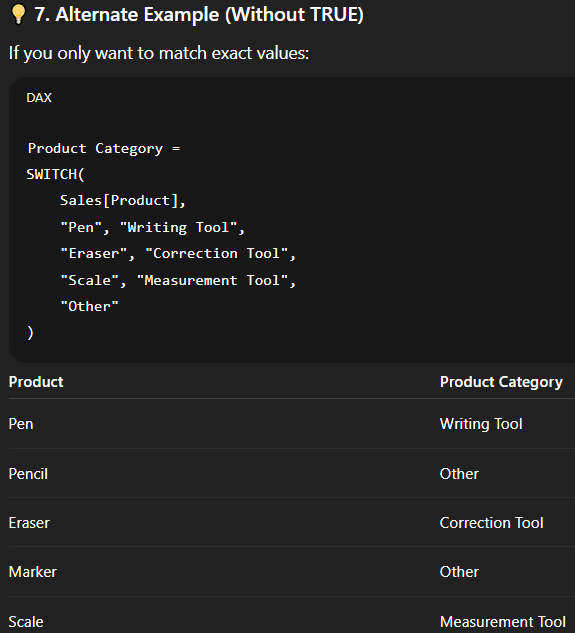 💡 7. Alternate Example (Without TRUE)
If you only want to match exact values:
DAX
Product Category =
SWITCH(
    Sales[Product],
    "Pen", "Writing Tool",
    "Eraser", "Correction Tool",
    "Scale", "Measurement Tool",
    "Other"
)
Product Product Category
Pen Writing Tool
Pencil Other
Eraser Correction Tool
Marker Other
Scale Measurement Tool